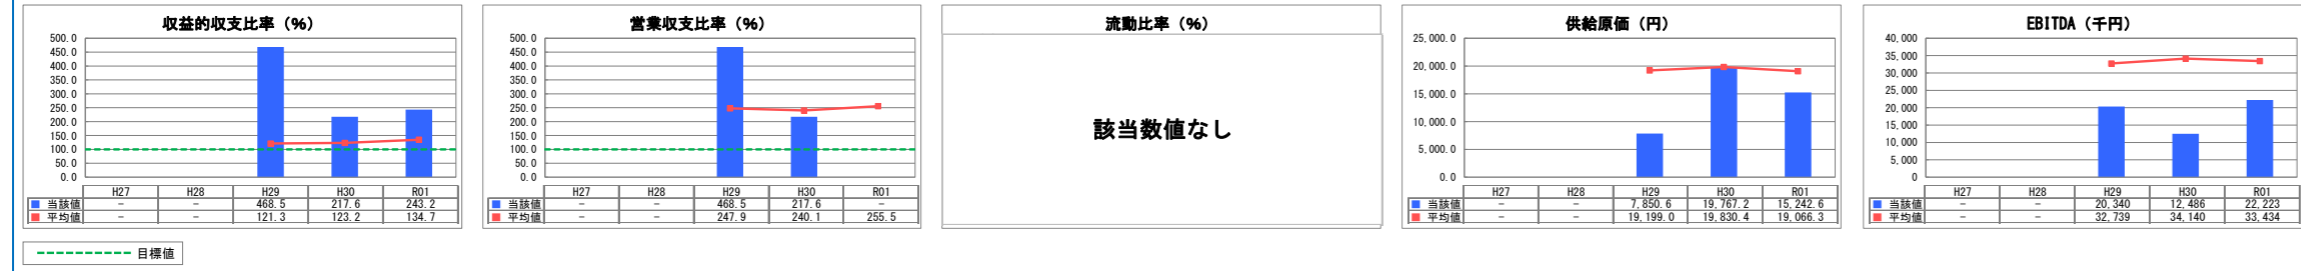 収益的収支比率（％）
500.0
450.0
400.0
350.0
300.0
250.0
200.0
150.0
100.0
50.0
0.0
H27 H28 H29 H30 R01
当該値 － － 468.5 217.6 243.2
平均値 － － 121.3 123.2 134.7
営業収支比率（％）
500.0
450.0
400.0
350.0
300.0
250.0
200.0
150.0
100.0
50.0
0.0
H27 H28 H29 H30 R01
当該値 － － 468.5 217.6
平均値 － － 247.9 240.1 255.5
流動比率（％）
該当数値なし
供給原価（円）
25,000.0
20,000.0
15,000.0
10,000.0
5,000.0
0.0
H27 H28 H29 H30 R01
当該値 － － 7,850.6 19,767.2 15,242.6
平均値 － － 19,199.0 19,830.4 19,066.3
EBITDA（千円）
40,000
35,000
30,000
25,000
20,000
15,000
10,000
5,000
0
H27 H28 H29 H30 R01
当該値 － － 20,340 12,486 22,223
平均値 － － 32,739 34,140 33,434
目標値